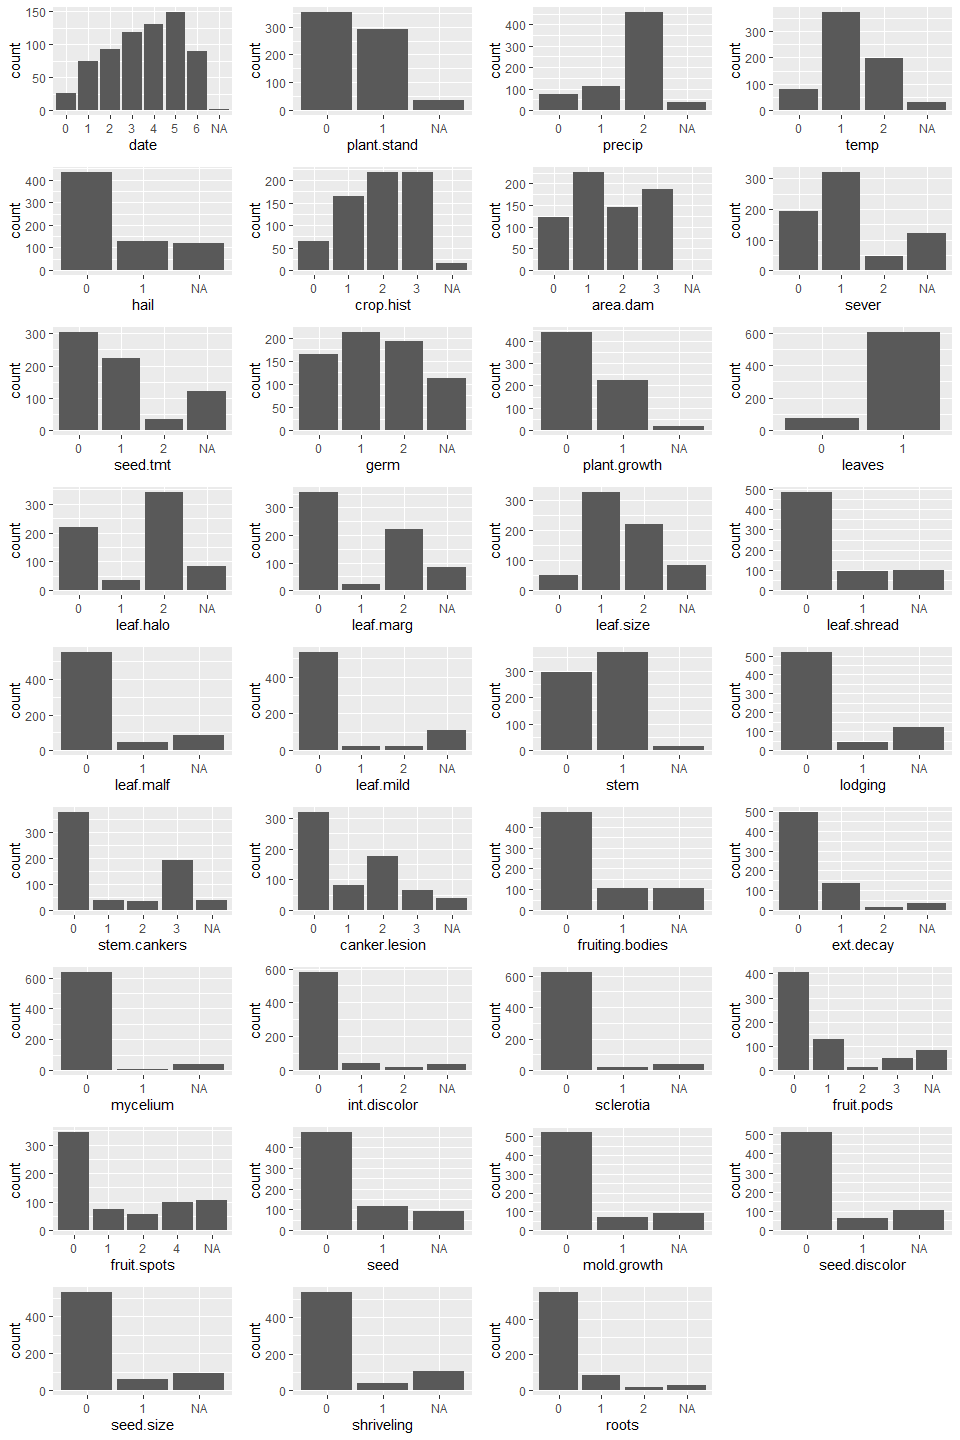 count
150
100
50
0
0 1 2 3 4 5 6 NA
date
count
300
200
100
0
0 1 NA
plant.stand
count
400
300
200
100
0
0 1 2 NA
precip
count
300
200
100
0
0 1 2 NA
temp
count
400
300
200
100
0
0 1 NA
hail
count
200
150
100
50
0
0 1 2 3 NA
crop.hist
count
200
150
100
50
0
0 1 2 3 NA
area.dam
count
300
200
100
0
0 1 2 NA
sever
count
300
200
100
0
0 1 2 NA
seed.tmt
count
200
150
100
50
0
0 1 2 NA
germ
count
400
300
200
100
0
0 1 NA
plant.growth
count
600
400
200
0
0 1
leaves
count
300
200
100
0
0 1 2 NA
leaf.halo
count
300
200
100
0
0 1 2 NA
leaf.marg
count
300
200
100
0
0 1 2 NA
leaf.size
count
500
400
300
200
100
0
0 1 NA
leaf.shread
count
400
200
0
0 1 NA
leaf.malf
count
400
200
0
0 1 2 NA
leaf.mild
count
300
200
100
0
0 1 NA
stem
count
500
400
300
200
100
0
0 1 NA
lodging
count
300
200
100
0
0 1 2 3 NA
stem.cankers
count
300
200
100
0
0 1 2 3 NA
canker.lesion
count
400
300
200
100
0
0 1 NA
fruiting.bodies
count
500
400
300
200
100
0
0 1 2 NA
ext.decay
count
600
400
200
0
0 1 NA
mycelium
count
600
400
200
0
0 1 2 NA
int.discolor
count
600
400
200
0
0 1 NA
sclerotia
count
400
300
200
100
0
0 1 2 3 NA
fruit.pods
count
300
200
100
0
0 1 2 4 NA
fruit.spots
count
400
300
200
100
0
0 1 NA
seed
count
500
400
300
200
100
0
0 1 NA
mold.growth
count
500
400
300
200
100
0
0 1 NA
seed.discolor
count
400
200
0
0 1 NA
seed.size
count
400
200
0
0 1 NA
shriveling
count
400
200
0
0 1 2 NA
roots